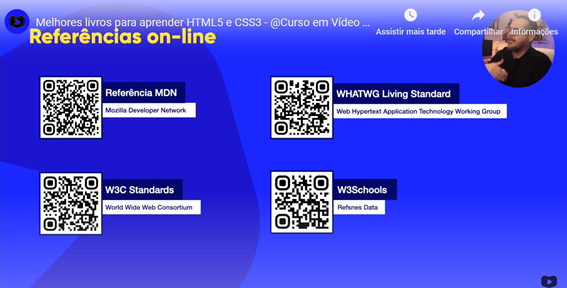 Melhores livros para aprender HTML5 e CSS3 - @Curso em Vídeo ...
Assistir mais tarde
Compartilhar
Informações
Referências on-line
Referência MDN
Mozilla Developer Network
WHATWG Living Standard
Web Hypertext Application Technology Working Group
W3C Standards
World Wide Web Consortium
W3Schools
Refsnes Data